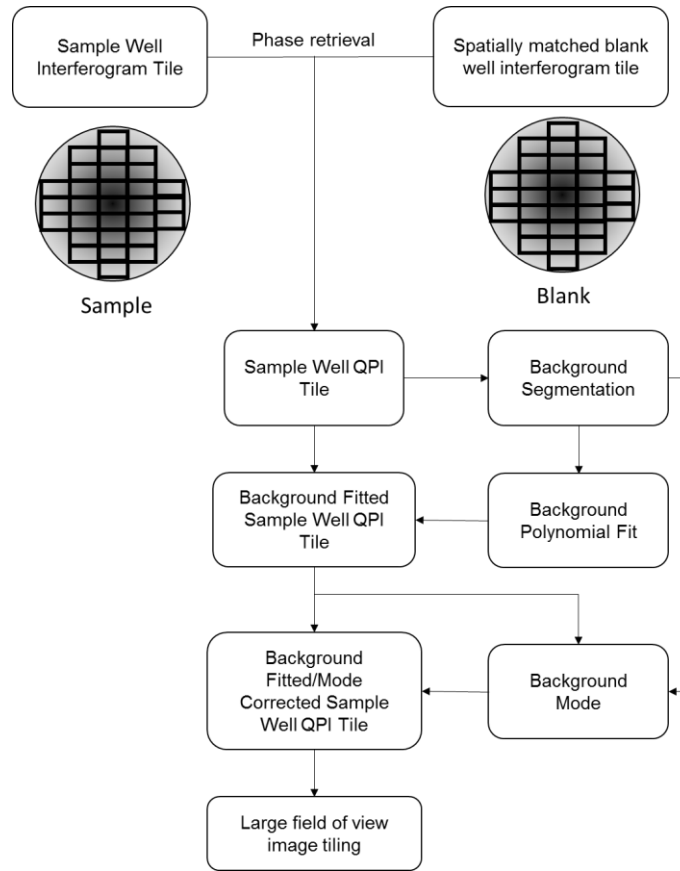 Sample Well
Interferogram Tile
Phase retrieval
Spatially matched blank
well interferogram tile
Sample
Blank
Sample Well QPI
Tile
Background
Segmentation
Background Fitted
Sample Well QPI
Tile
Background
Polynomial Fit
Background
Fitted/Mode
Corrected Sample
Well QPI Tile
Background
Mode
Large field of view
image tiling